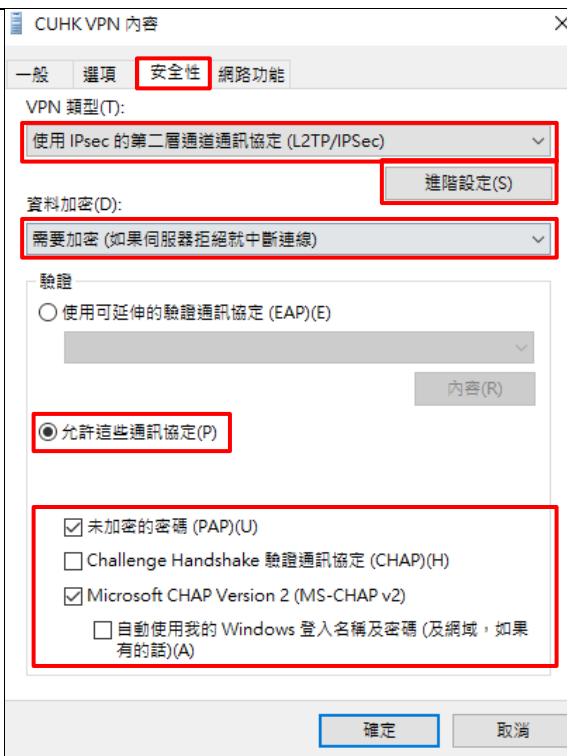 CUHK VPN 內容
一般 選項 安全性 網路功能
VPN 類型(T):
使用 IPsec 的第二層通道通訊協定 (L2TP/IPSec)
進階設定(S)
資料加密(D):
需要加密 (如果伺服器拒絕就中斷連線)
驗證
使用可延伸的驗證通訊協定 (EAP)(E)
內容(R)
允許這些通訊協定(P)
未加密的密碼 (PAP)(U)
Challenge Handshake 驗證通訊協定 (CHAP)(H)
Microsoft CHAP Version 2 (MS-CHAP v2)
自動使用我的 Windows 登入名稱及密碼 (及網域，如果
有的話)(A)
確定 取消